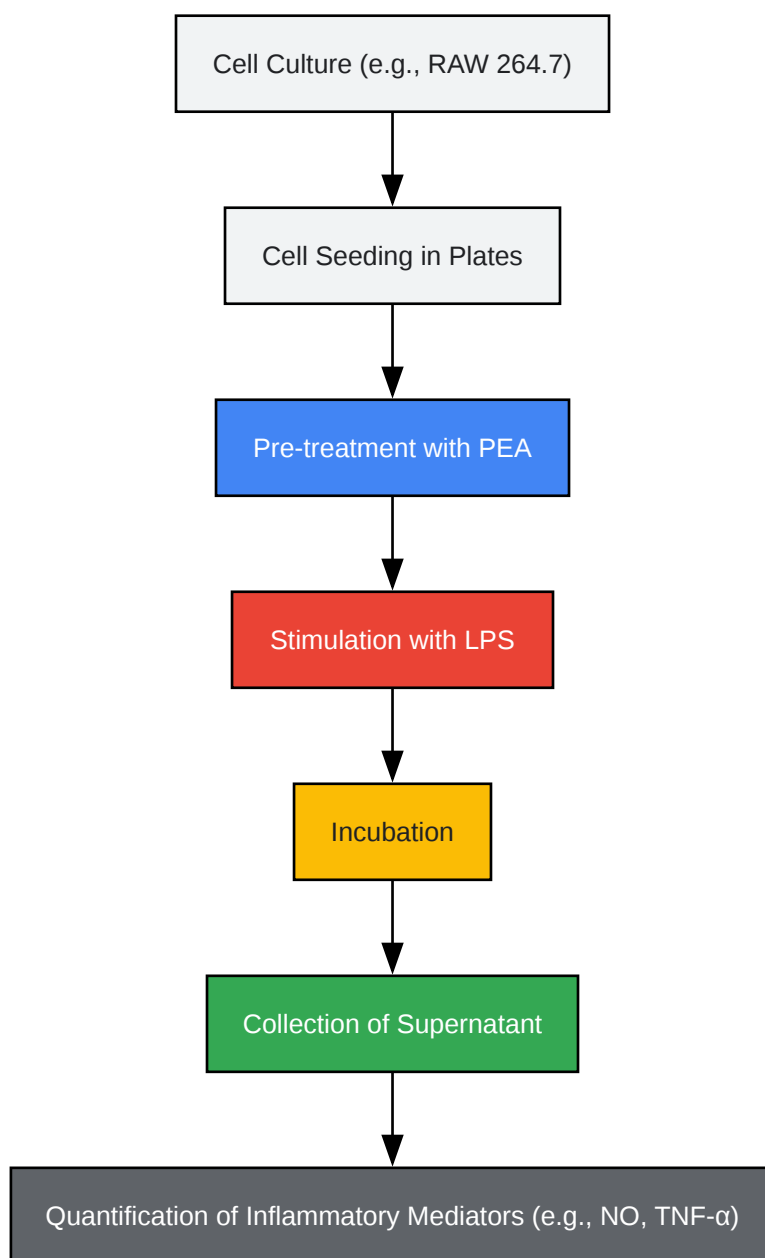 Cell Culture (e.g., RAW 264.7)
Cell Seeding in Plates
Pre-treatment with PEA
Stimulation with LPS
Incubation
Collection of Supernatant
Quantification of Inflammatory Mediators (e.g., NO, TNF-α)